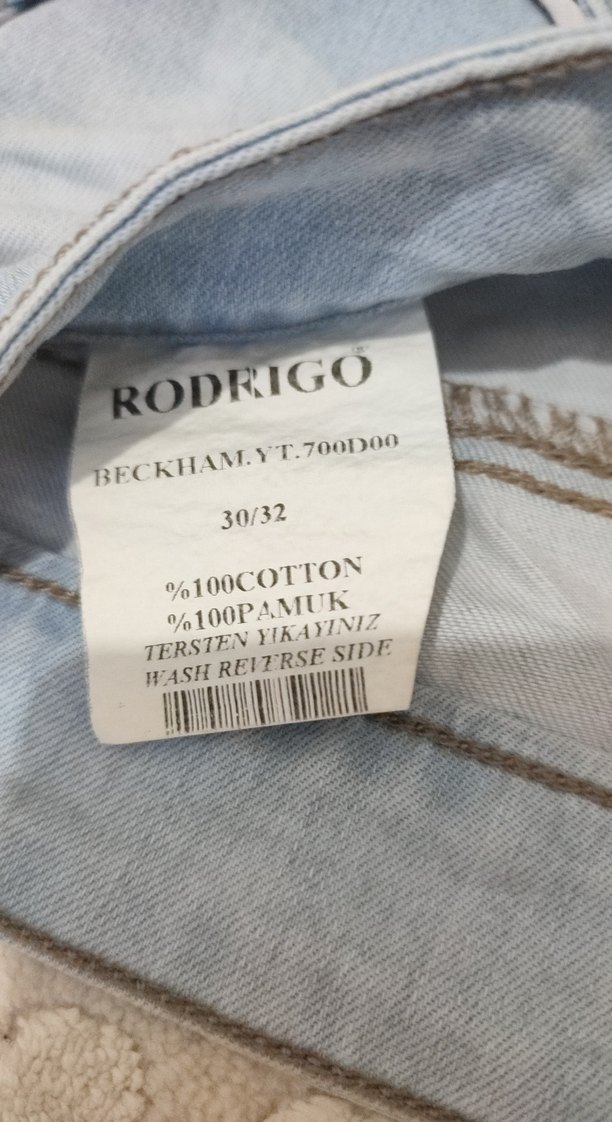 RODRIGO
BECKHAM.YT.700D00
30/32
%100COTTON
%100PAMUK
TERSTEN YIKAYINIZ
WASH REVERSE SIDE